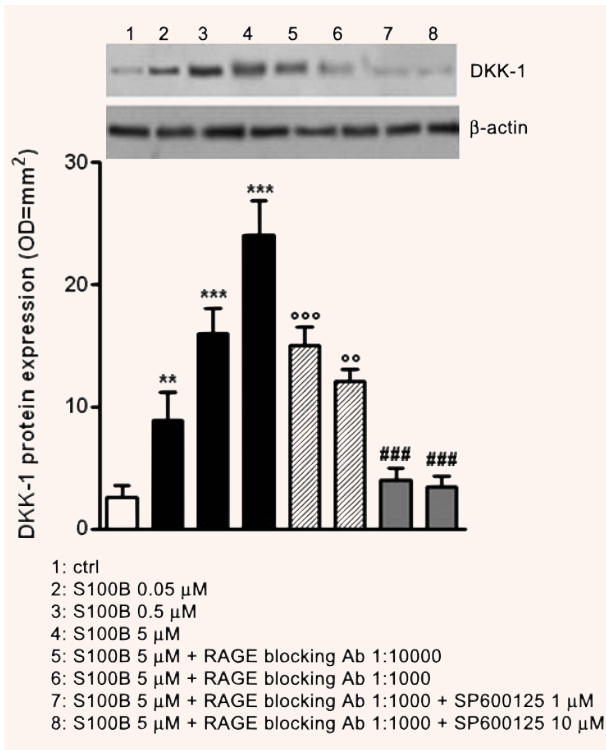 1 2 3 4 5 6 7 8
DKK-1
β-actin
DKK-1 protein expression (OD=mm²)
30
20
10
0
**
***
***
°°°
°°
###
###
1: ctrl
2: S100B 0.05 µM
3: S100B 0.5 µM
4: S100B 5 µM
5: S100B 5 µM + RAGE blocking Ab 1:10000
6: S100B 5 µM + RAGE blocking Ab 1:1000
7: S100B 5 µM + RAGE blocking Ab 1:1000 + SP600125 1 µM
8: S100B 5 µM + RAGE blocking Ab 1:1000 + SP600125 10 µM